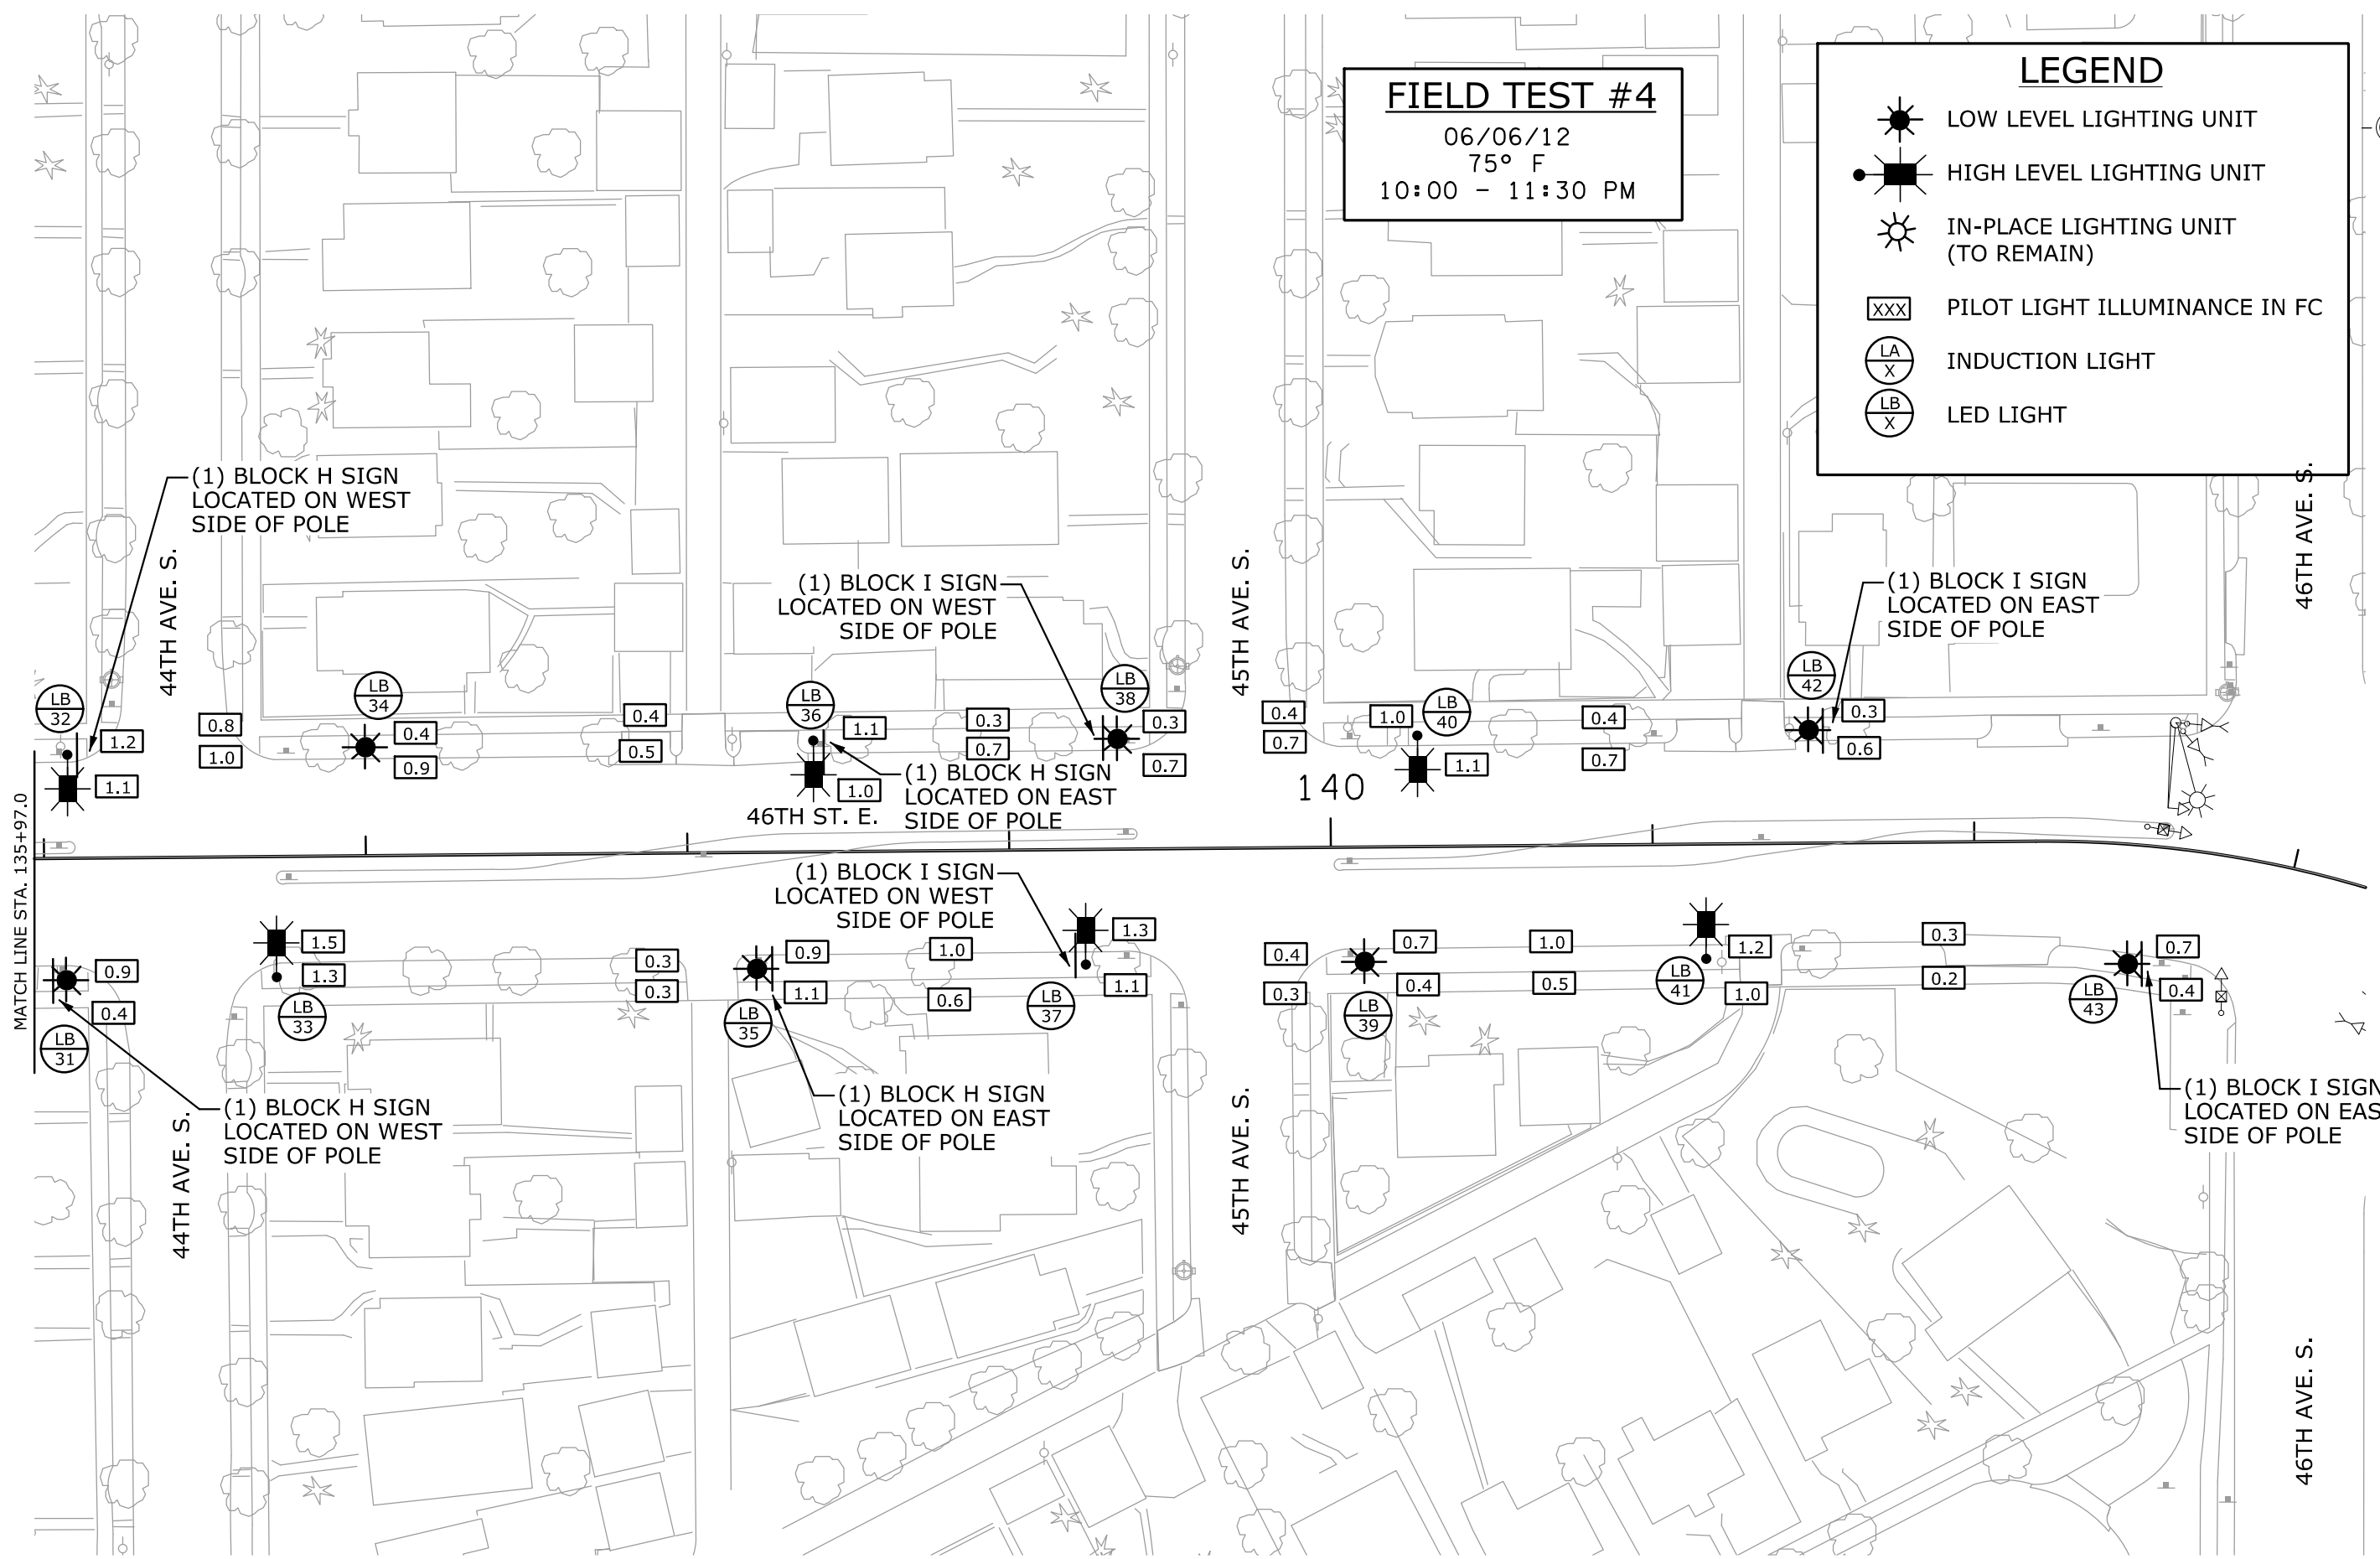 FIELD TEST #4
06/06/12
75° F
10:00 - 11:30 PM
LEGEND
LOW LEVEL LIGHTING UNIT
HIGH LEVEL LIGHTING UNIT
IN-PLACE LIGHTING UNIT
(TO REMAIN)
XXX PILOT LIGHT ILLUMINANCE IN FC
LA
X
INDUCTION LIGHT
LB
X
LED LIGHT
(1) BLOCK H SIGN
LOCATED ON WEST
SIDE OF POLE
44TH AVE. S.
(1) BLOCK I SIGN
LOCATED ON WEST
SIDE OF POLE
45TH AVE. S.
(1) BLOCK I SIGN
LOCATED ON EAST
SIDE OF POLE
46TH AVE. S.
LB
32
1.2
1.1
0.8
1.0
LB
34
0.4
0.9
0.4
0.5
LB
36
1.1
1.0
(1) BLOCK H SIGN
LOCATED ON EAST
SIDE OF POLE
0.3
0.7
LB
38
0.3
0.7
0.4
0.7
1.0
LB
40
1.1
0.4
0.7
LB
42
0.3
0.6
46TH ST. E.
140
MATCH LINE STA. 135+97.0
(1) BLOCK I SIGN
LOCATED ON WEST
SIDE OF POLE
0.9
0.4
LB
31
1.5
1.3
LB
33
0.3
0.3
0.9
1.1
LB
35
1.0
0.6
LB
37
1.3
1.1
0.4
0.3
LB
39
0.7
0.4
1.0
0.5
LB
41
1.2
1.0
0.3
0.2
LB
43
0.7
0.4
(1) BLOCK H SIGN
LOCATED ON WEST
SIDE OF POLE
44TH AVE. S.
(1) BLOCK H SIGN
LOCATED ON EAST
SIDE OF POLE
45TH AVE. S.
(1) BLOCK I SIGN
LOCATED ON EAS
SIDE OF POLE
46TH AVE. S.